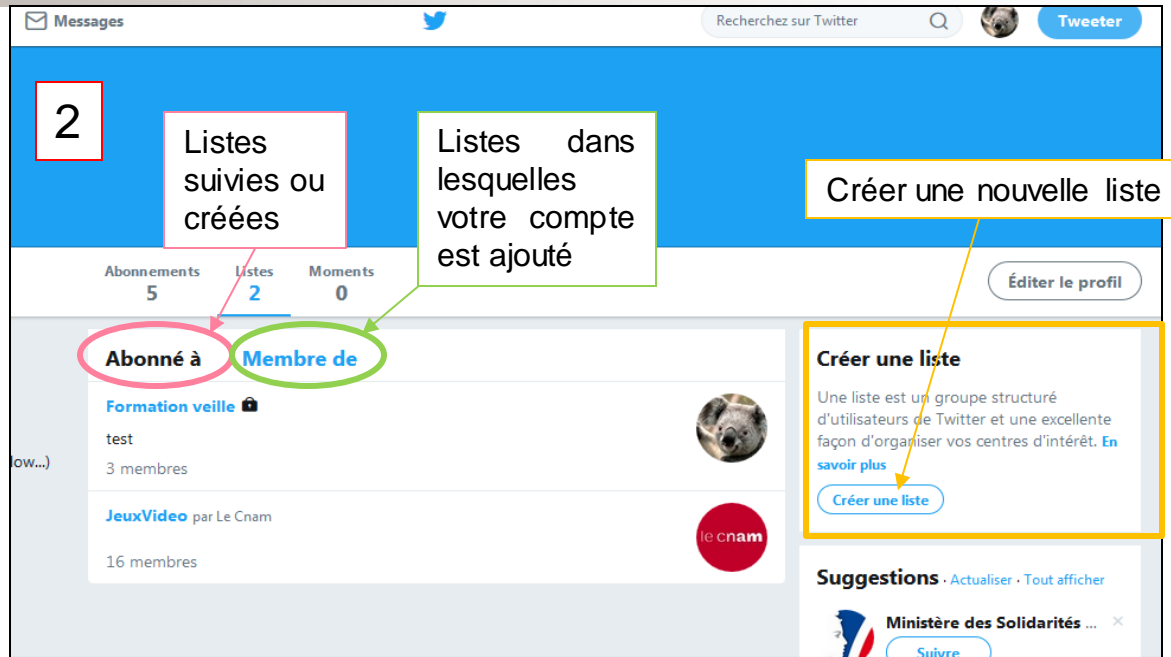 Messages
Recherchez sur Twitter
Tweeter
2
Listes
suivies ou
créées
Listes dans
lesquelles
votre compte
est ajouté
Créer une nouvelle liste
Abonnements
5
Listes
2
Moments
0
Éditer le profil
low...)
Abonné à
Membre de
Formation veille
test
3 membres
JeuxVideo par Le Cnam
16 membres
le cnam
Créer une liste
Une liste est un groupe structuré
d'utilisateurs de Twitter et une excellente
façon d'organiser vos centres d'intérêt. En
savoir plus
Créer une liste
Suggestions · Actualiser · Tout afficher
Ministère des Solidarités ...
Suivre